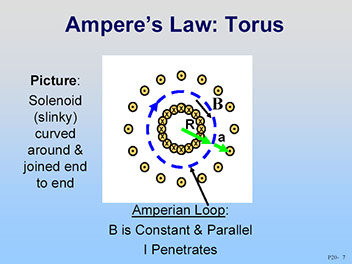 Ampere's Law: Torus
Picture:
Solenoid
(slinky)
curved
around &
joined end
to end
B
R
a
Amperian Loop:
B is Constant & Parallel
I Penetrates
P20- 7